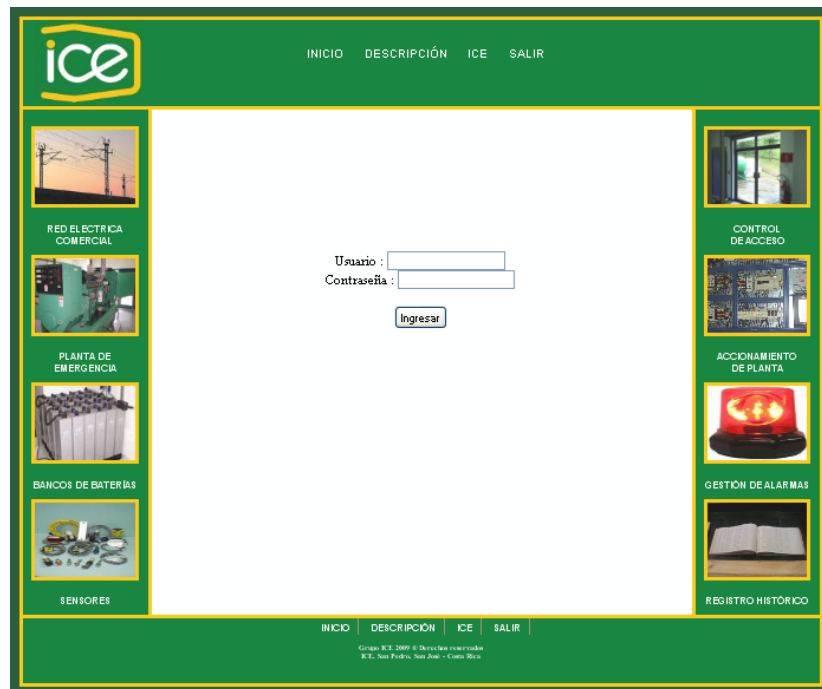 ice
INICIO DESCRIPCIÓN ICE SALIR
RED ELECTRICA
COMERCIAL
PLANTA DE
EMERGENCIA
BANCOS DE BATERÍAS
SENSORES
Usuario :
Contraseña :
Ingresar
CONTROL
DE ACCESO
ACCIONAMIENTO
DE PLANTA
GESTIÓN DE ALARMAS
REGISTRO HISTÓRICO
INICIO DESCRIPCIÓN ICE SALIR
Grupo ICE 2009 © Derechos reservados
ICE, San Pedro, San José - Costa Rica